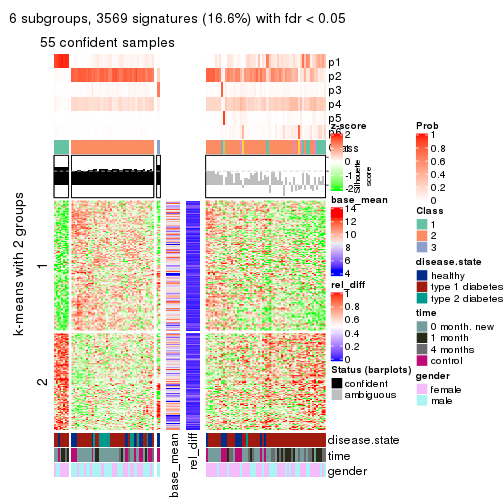 6 subgroups, 3569 signatures (16.6%) with fdr < 0.05
55 confident samples
p1
p2
p3
p4
p5
p6
Class
Silhouette
score
k-means with 2 groups
1
2
base_mean
rel_diff
disease.state
time
gender
z-score
2
1
0
-1
-2
base_mean
14
12
10
8
6
4
rel_diff
1
0.8
0.6
0.4
0.2
0
Status (barplots)
confident
ambiguous
Prob
1
0.8
0.6
0.4
0.2
0
Class
1
2
3
disease.state
healthy
type 1 diabetes
type 2 diabetes
time
0 month. new
1 month
4 months
control
gender
female
male